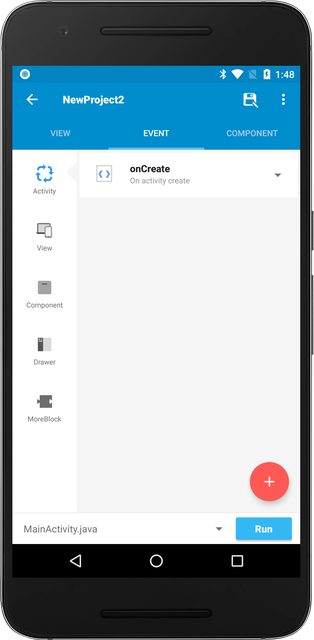 1:48
NewProject2
VIEW
EVENT
COMPONENT
Activity
onCreate
On activity create
View
Component
Drawer
MoreBlock
MainActivity.java
Run